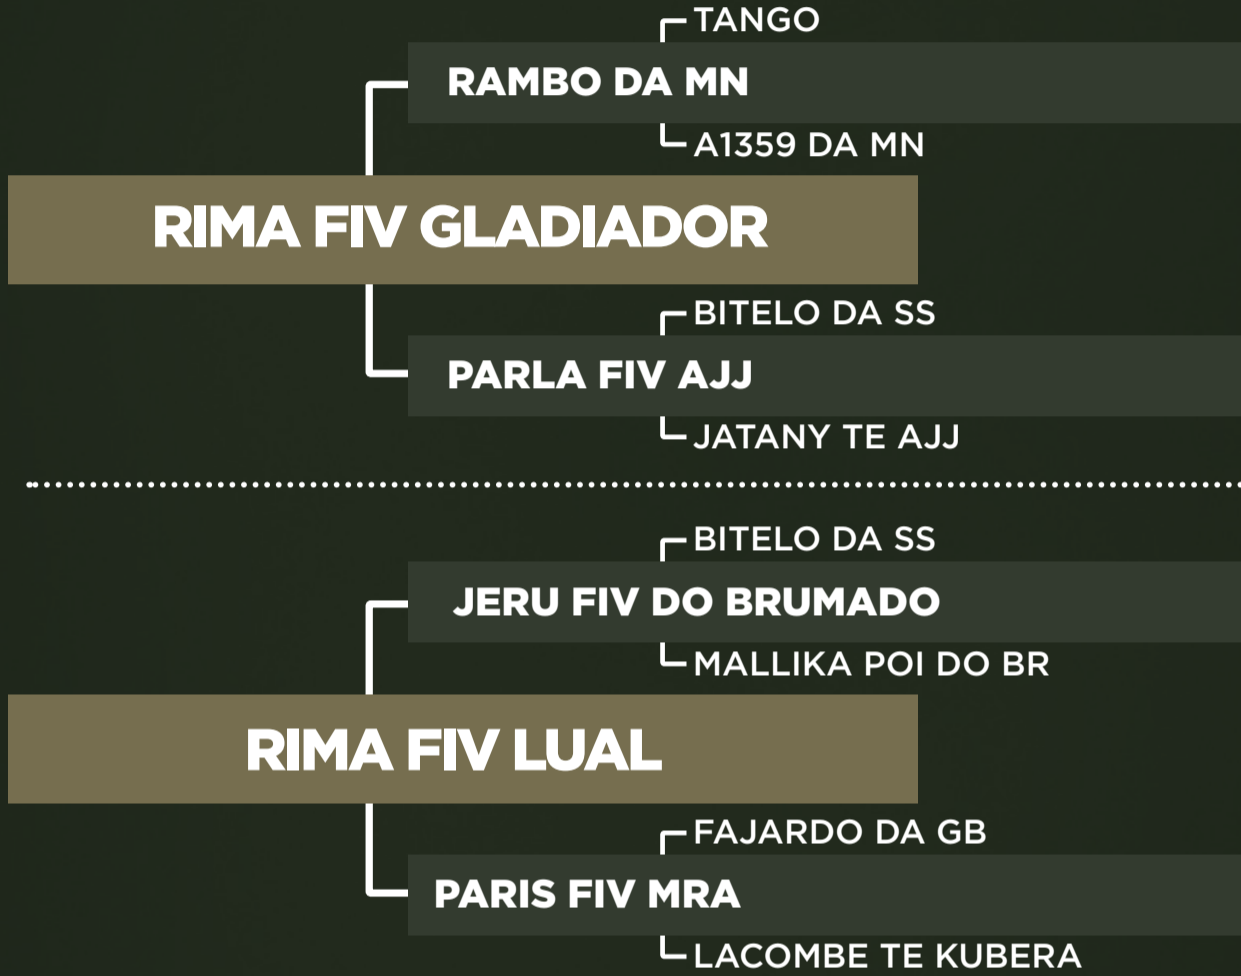 TANGO
RAMBO DA MN
A1359 DA MN
RIMA FIV GLADIADOR
BITELO DA SS
PARLA FIV AJJ
JATANY TE AJJ
BITELO DA SS
JERU FIV DO BRUMADO
MALLIKA POI DO BR
RIMA FIV LUAL
FAJARDO DA GB
PARIS FIV MRA
LACOMBE TE KUBERA